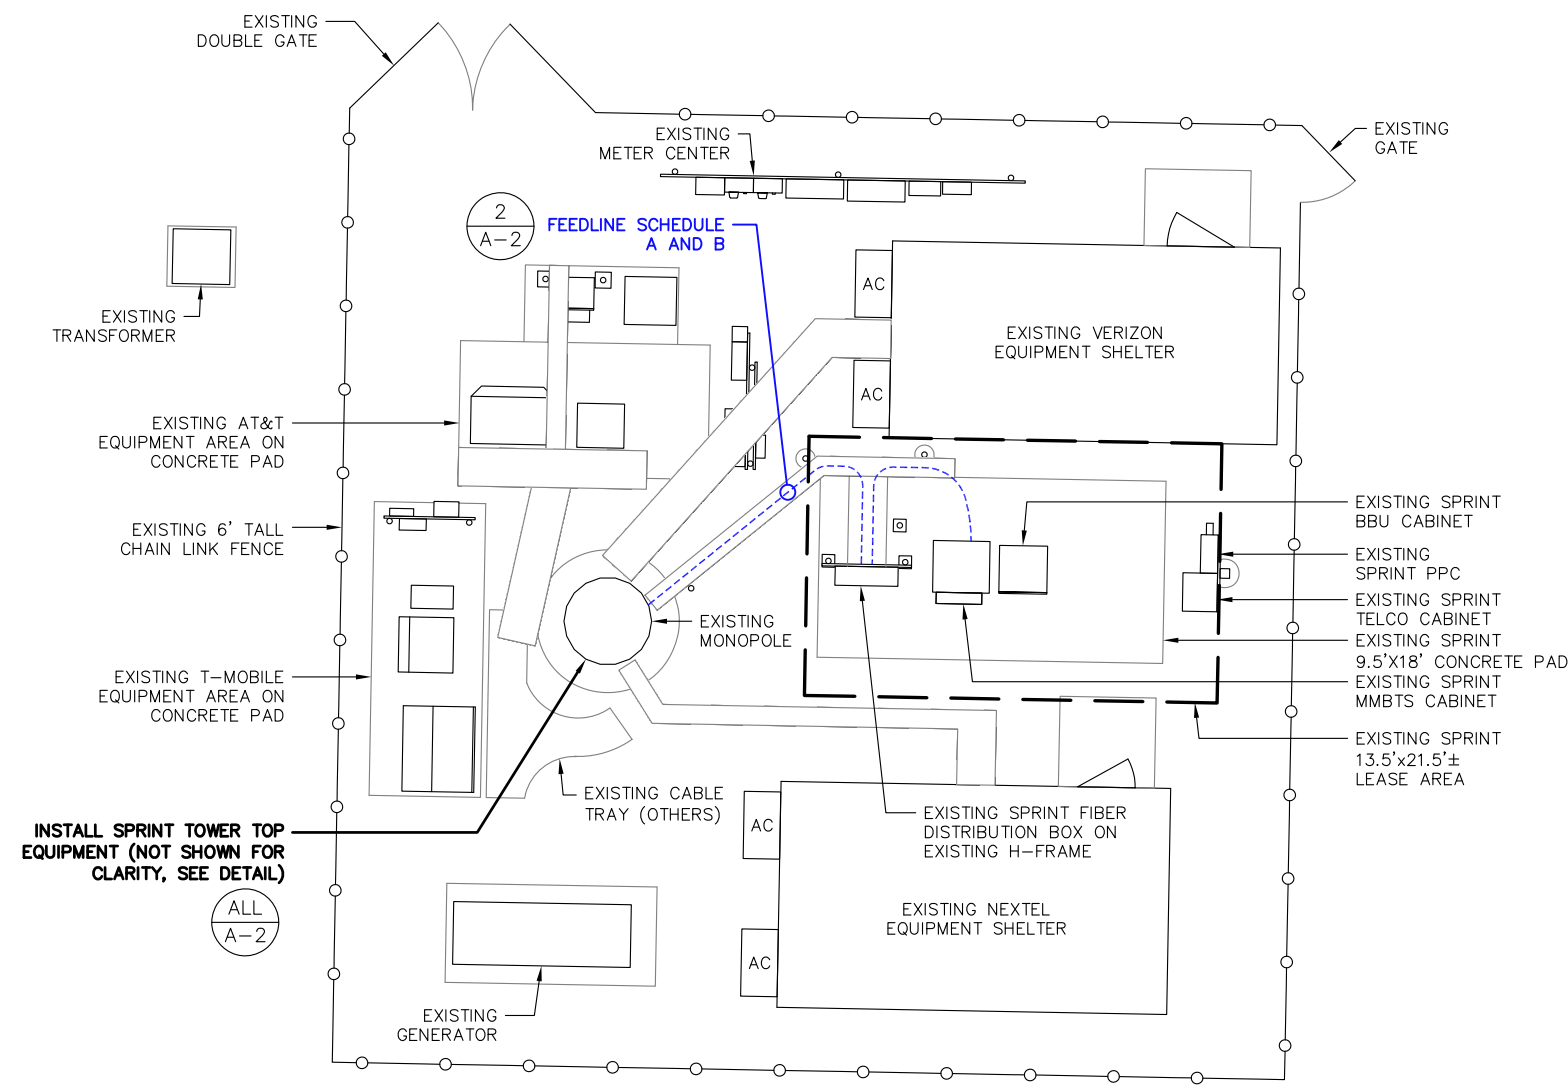 EXISTING
DOUBLE GATE
EXISTING
METER CENTER
EXISTING
GATE
2
A-2
FEEDLINE SCHEDULE
A AND B
EXISTING
TRANSFORMER
AC
EXISTING VERIZON
EQUIPMENT SHELTER
AC
EXISTING AT&T
EQUIPMENT AREA ON
CONCRETE PAD
EXISTING 6' TALL
CHAIN LINK FENCE
EXISTING SPRINT
BBU CABINET
EXISTING
SPRINT PPC
EXISTING SPRINT
TELCO CABINET
EXISTING
MONOPOLE
EXISTING SPRINT
9.5'X18' CONCRETE PAD
EXISTING SPRINT
MMBTS CABINET
EXISTING T-MOBILE
EQUIPMENT AREA ON
CONCRETE PAD
EXISTING SPRINT
13.5'x21.5'±
LEASE AREA
EXISTING CABLE
TRAY (OTHERS)
EXISTING SPRINT FIBER
DISTRIBUTION BOX ON
EXISTING H-FRAME
INSTALL SPRINT TOWER TOP
EQUIPMENT (NOT SHOWN FOR
CLARITY, SEE DETAIL)
ALL
A-2
AC
EXISTING NEXTEL
EQUIPMENT SHELTER
AC
EXISTING
GENERATOR